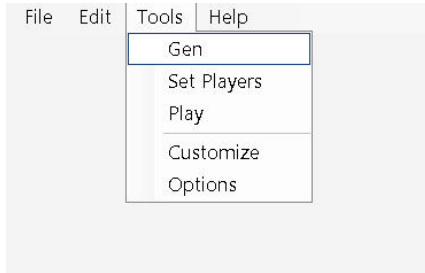 File Edit Tools Help
Gen
Set Players
Play
Customize
Options